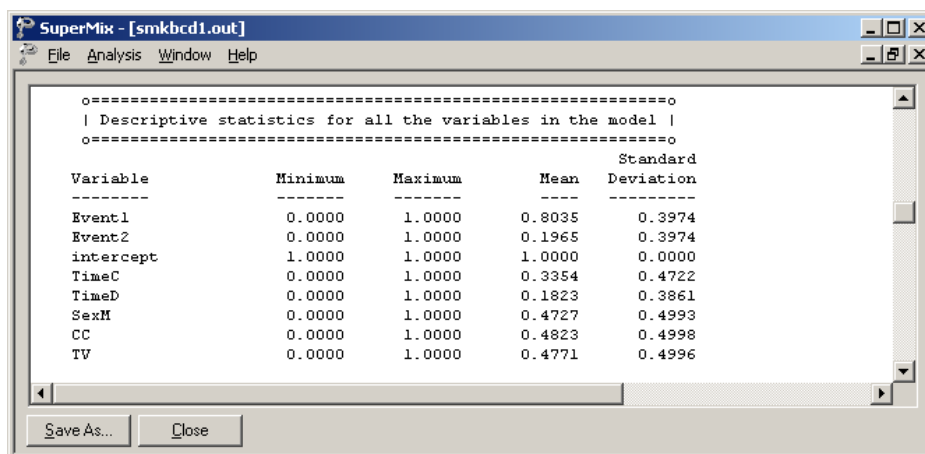 SuperMix - [smkbcd1.out]
File Analysis Window Help
o===========================================================o
| Descriptive statistics for all the variables in the model |
o===========================================================o
Standard
Variable Minimum Maximum Mean Deviation
-------- ------- ------- ---- ---------
Event1 0.0000 1.0000 0.8035 0.3974
Event2 0.0000 1.0000 0.1965 0.3974
intercept 1.0000 1.0000 1.0000 0.0000
TimeC 0.0000 1.0000 0.3354 0.4722
TimeD 0.0000 1.0000 0.1823 0.3861
SexM 0.0000 1.0000 0.4727 0.4993
CC 0.0000 1.0000 0.4823 0.4998
TV 0.0000 1.0000 0.4771 0.4996
Save As... Close